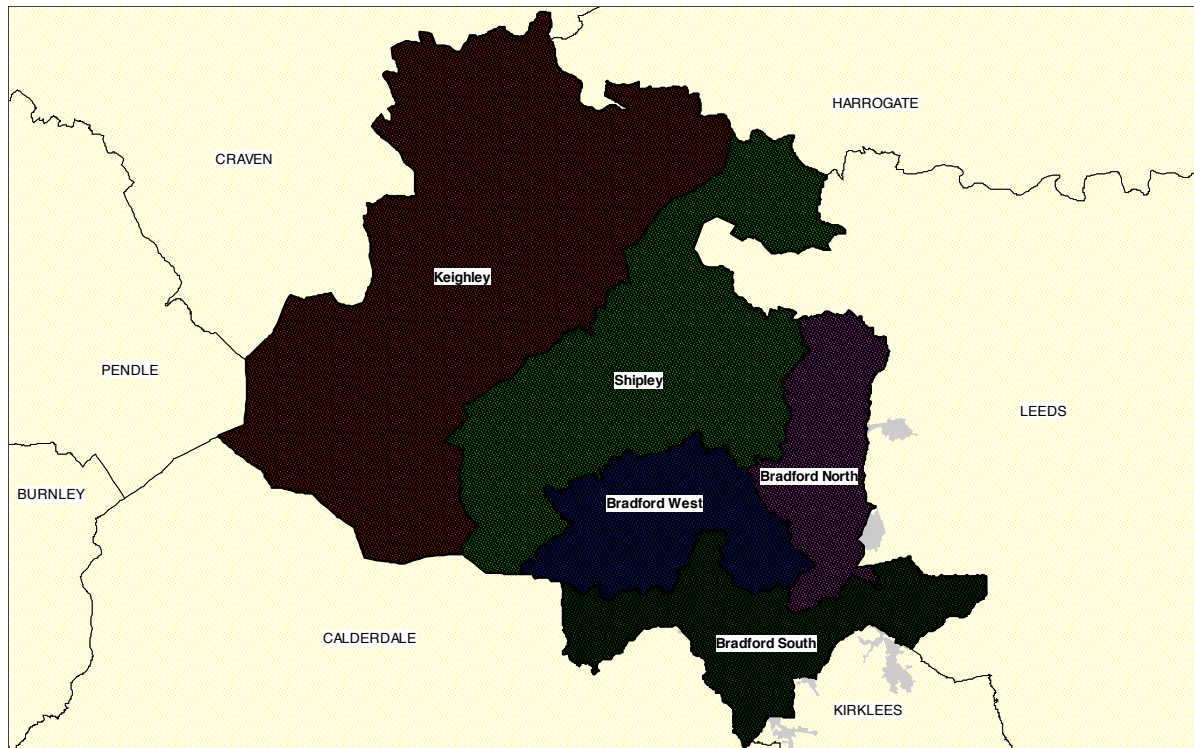 HARROGATE
CRAVEN
Keighley
PENDLE
Shipley
LEEDS
Bradford North
BURNLEY
Bradford West
CALDERDALE
Bradford South
KIRKLEES